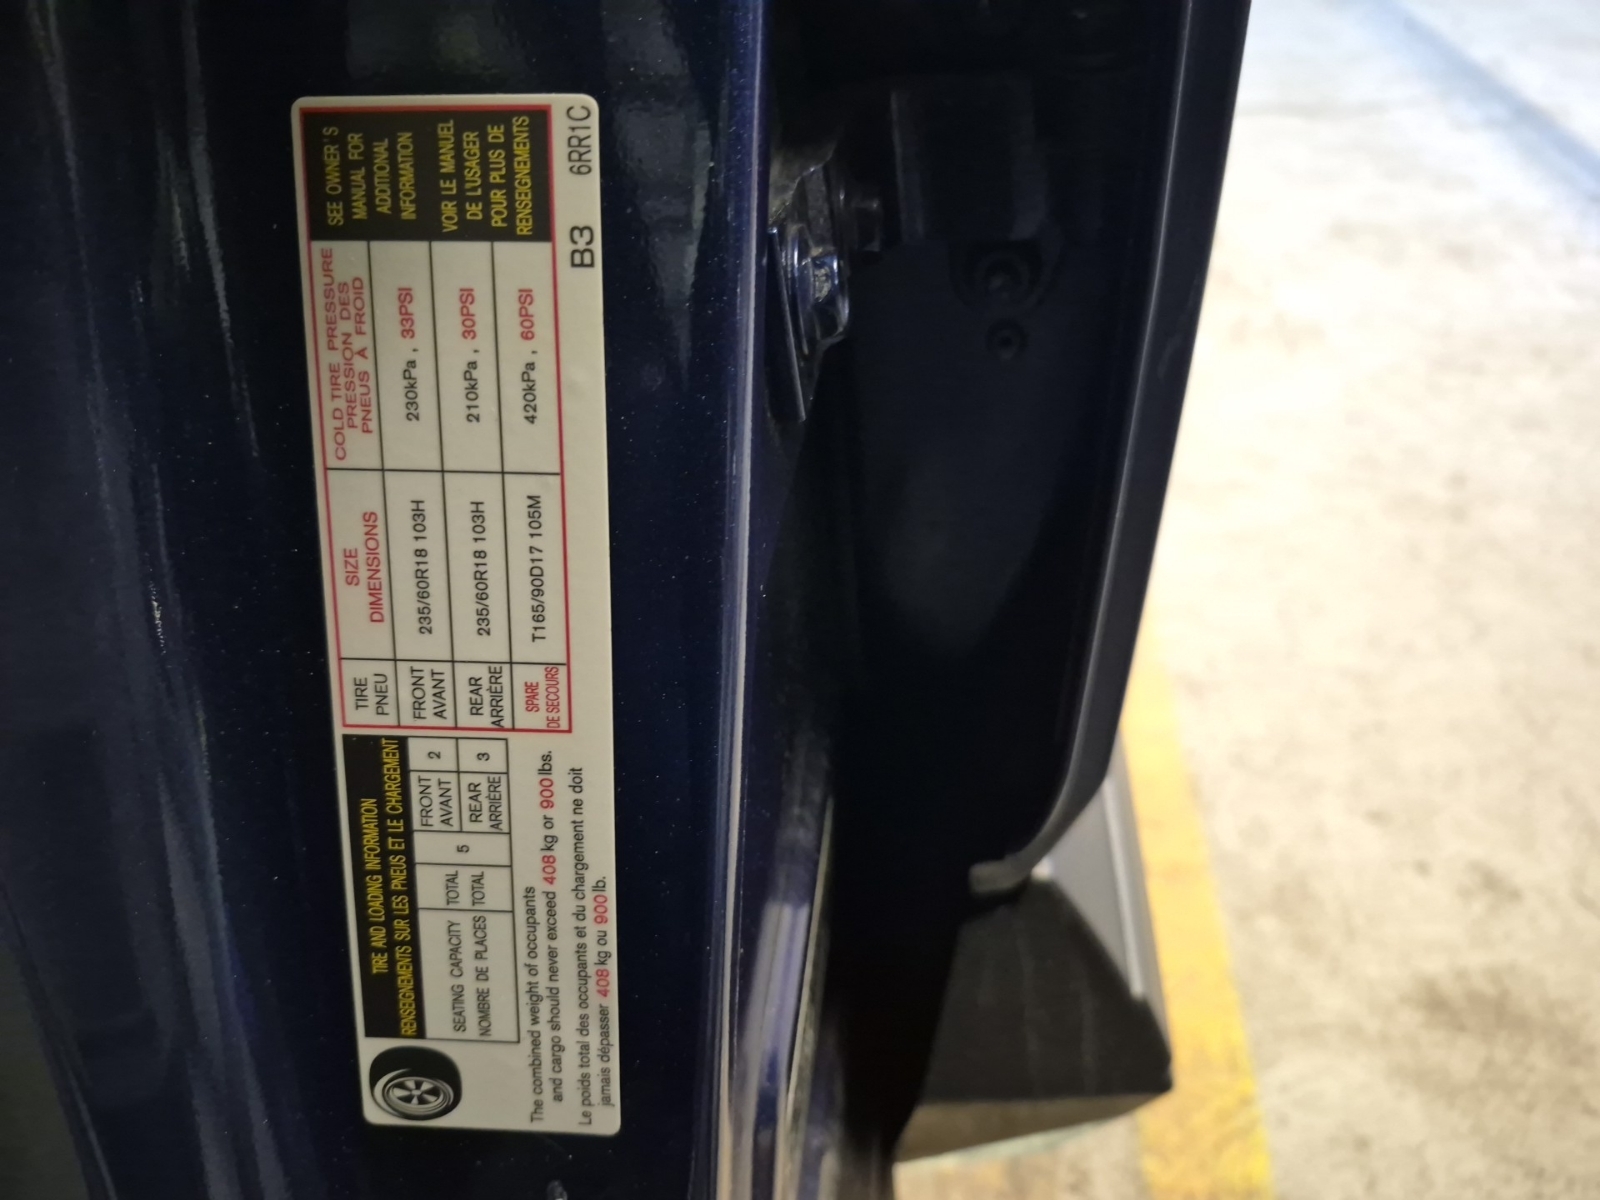 TIRE AND LOADING INFORMATION
RENSEIGNEMENTS SUR LES PNEUS ET LE CHARGEMENT
SEATING CAPACITY
NOMBRE DE PLACES
TOTAL
TOTAL
5
FRONT
AVANT
2
REAR
ARRIÈRE
3
The combined weight of occupants
and cargo should never exceed 408 kg or 900 lbs.
Le poids total des occupants et du chargement ne doit
jamais dépasser 408 kg ou 900 lb.
TIRE
PNEU
SIZE
DIMENSIONS
COLD TIRE PRESSURE
PRESSION DES
PNEUS À FROID
FRONT
AVANT
235/60R18 103H
230kPa , 33PSI
REAR
ARRIÈRE
235/60R18 103H
210kPa , 30PSI
SPARE
DE SECOURS
T165/90D17 105M
420kPa , 60PSI
SEE OWNER'S
MANUAL FOR
ADDITIONAL
INFORMATION
VOIR LE MANUEL
DE L'USAGER
POUR PLUS DE
RENSEIGNEMENTS
B3 6RR1C